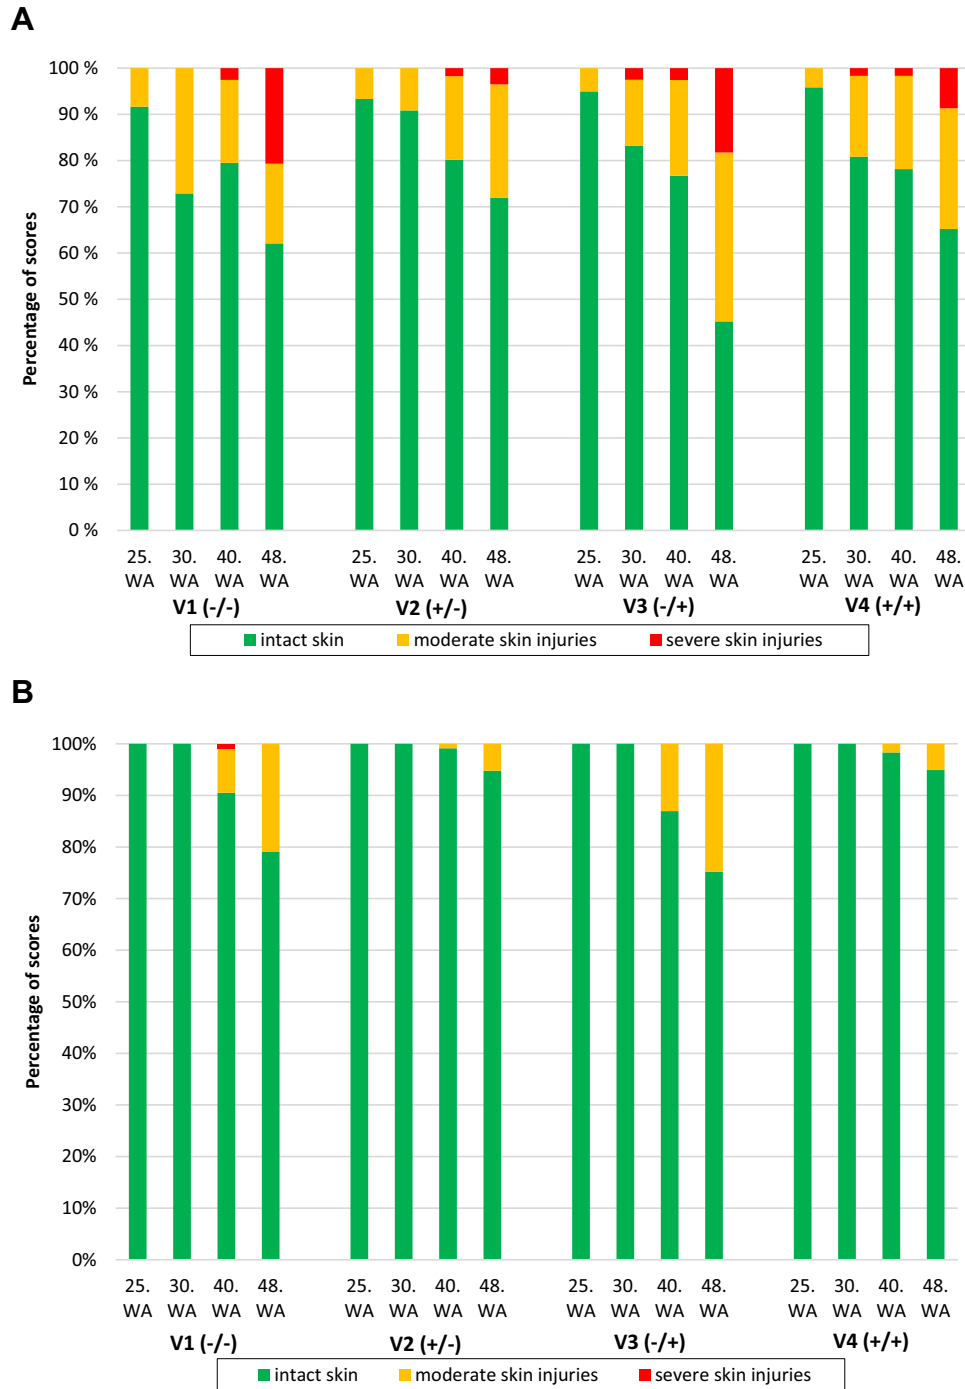 A
Percentage of scores
100 %
90 %
80 %
70 %
60 %
50 %
40 %
30 %
20 %
10 %
0 %
25. 30. 40. 48. 25. 30. 40. 48. 25. 30. 40. 48. 25. 30. 40. 48.
WA WA WA WA WA WA WA WA WA WA WA WA WA WA WA WA
V1 (-/-) V2 (+/-) V3 (-/+) V4 (+/+)
intact skin moderate skin injuries severe skin injuries
B
Percentage of scores
100%
90%
80%
70%
60%
50%
40%
30%
20%
10%
0%
25. 30. 40. 48. 25. 30. 40. 48. 25. 30. 40. 48. 25. 30. 40. 48.
WA WA WA WA WA WA WA WA WA WA WA WA WA WA WA WA
V1 (-/-) V2 (+/-) V3 (-/+) V4 (+/+)
intact skin moderate skin injuries severe skin injuries